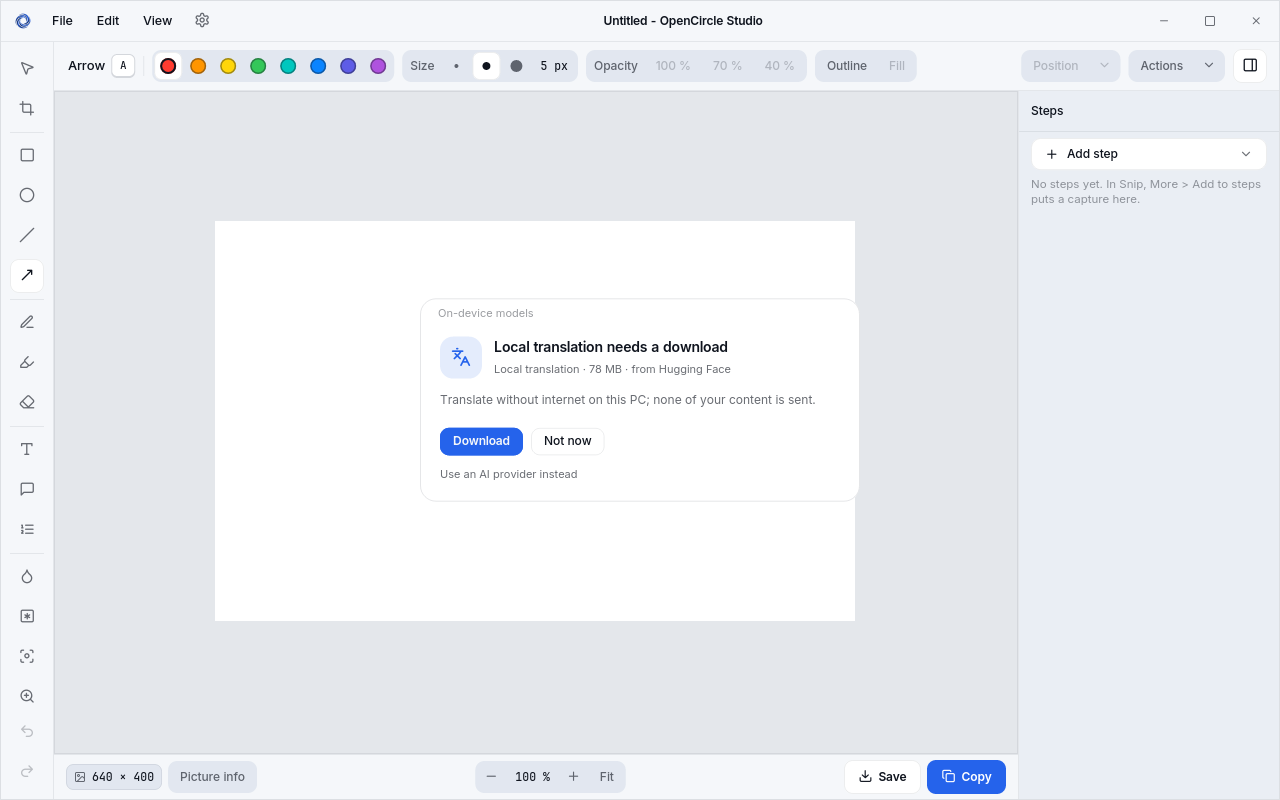 File Edit View
Untitled - OpenCircle Studio
Arrow A
Size 5 px
Opacity 100 % 70 % 40 %
Outline Fill
Position
Actions
Steps
Add step
No steps yet. In Snip, More > Add to steps
puts a capture here.
On-device models
Local translation needs a download
Local translation · 78 MB · from Hugging Face
Translate without internet on this PC; none of your content is sent.
Download Not now
Use an AI provider instead
640 × 400
Picture info
100 %
Fit
Save
Copy